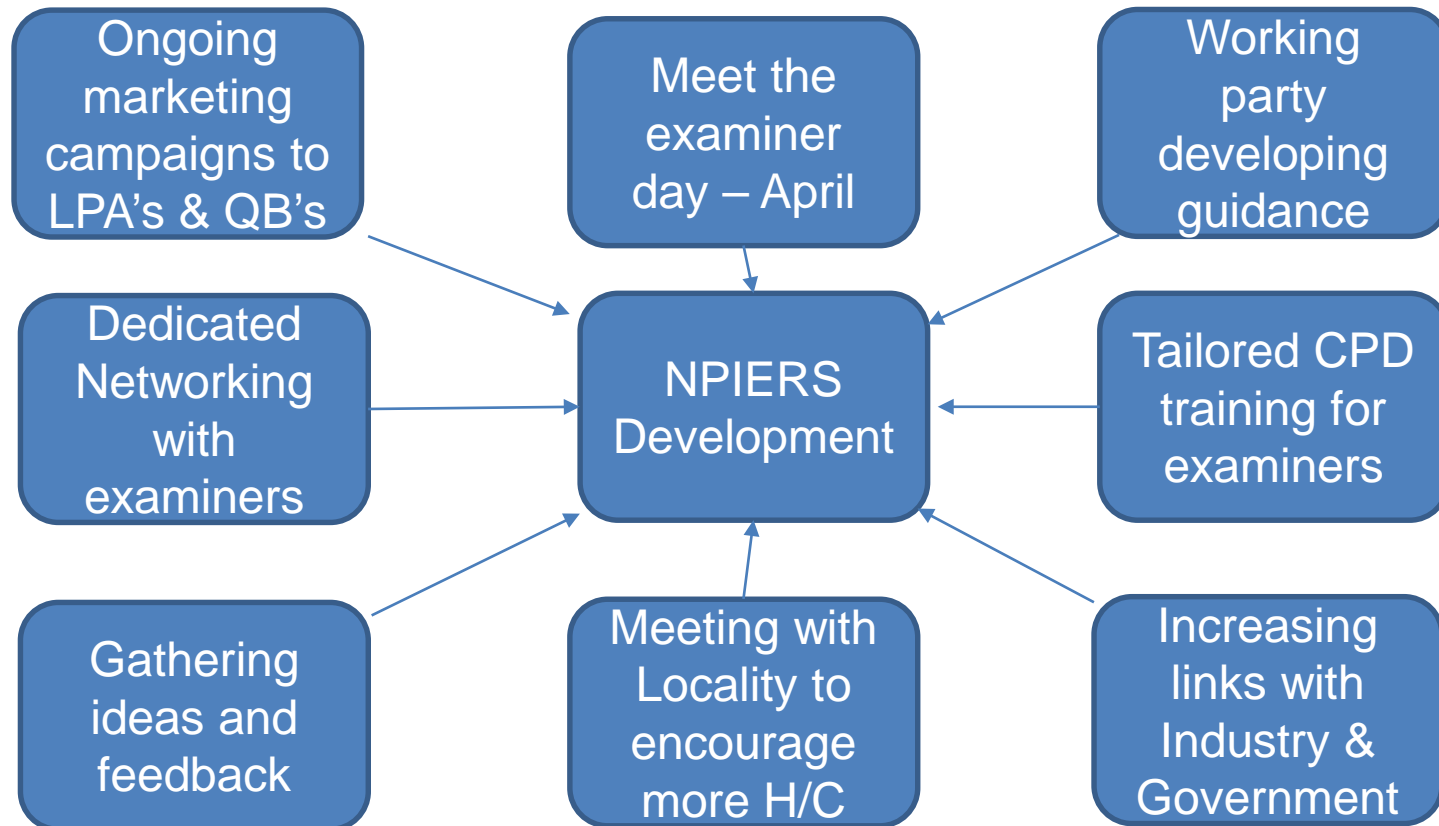 Ongoing
marketing
campaigns to
LPA’s & QB’s
Meet the
examiner
day – April
Working
party
developing
guidance
Dedicated
Networking
with
examiners
NPIERS
Development
Tailored CPD
training for
examiners
Gathering
ideas and
feedback
Meeting with
Locality to
encourage
more H/C
Increasing
links with
Industry &
Government